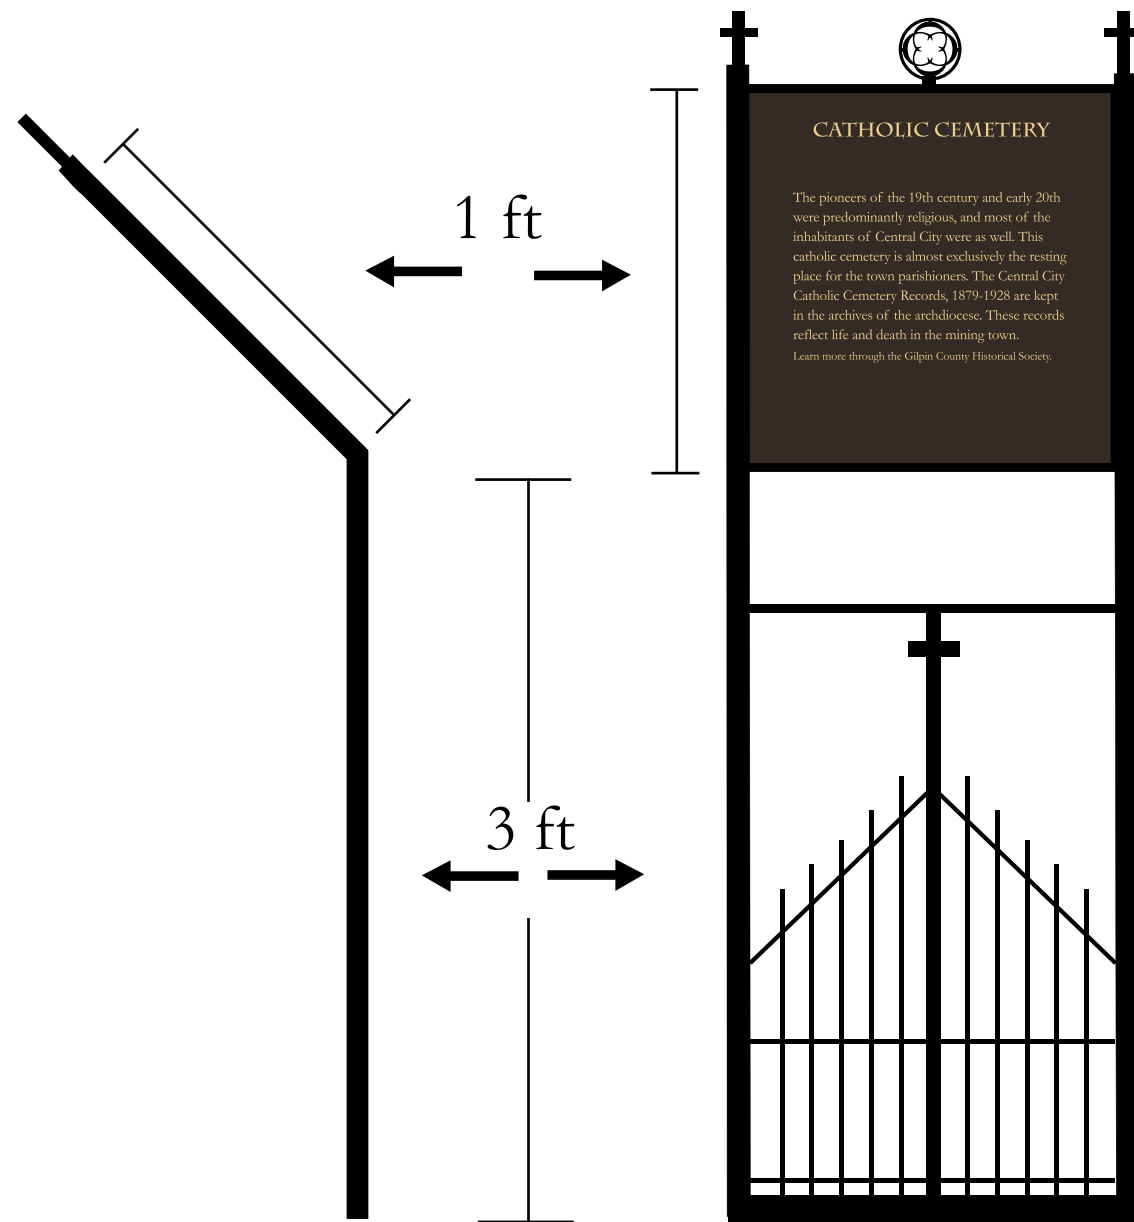 CATHOLIC CEMETERY
The pioneers of the 19th century and early 20th
were predominantly religious, and most of the
inhabitants of Central City were as well. This
catholic cemetery is almost exclusively the resting
place for the town parishioners. The Central City
Catholic Cemetery Records, 1879-1928 are kept
in the archives of the archdiocese. These records
reflect life and death in the mining town.
Learn more through the Gilpin County Historical Society.
1 ft
3 ft